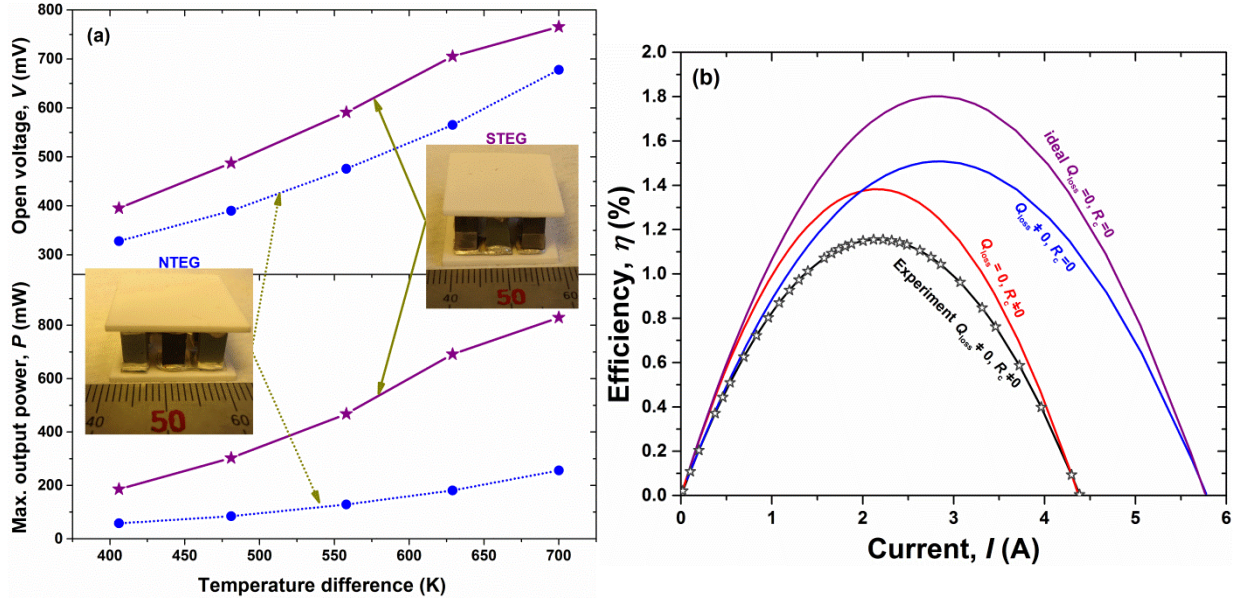 (a)
Open voltage, V (mV)
800
700
600
500
400
300
STEG
40
50
60
NTEG
40
50
60
Max. output power, P (mW)
800
600
400
200
0
400 450 500 550 600 650 700
Temperature difference (K)
(b)
Efficiency, η (%)
2.0
1.8
1.6
1.4
1.2
1.0
0.8
0.6
0.4
0.2
0.0
ideal Qloss=0, Rc=0
Qloss ≠ 0, Rc=0
Qloss = 0, Rc≠0
Experiment Qloss ≠ 0, Rc≠0
0 1 2 3 4 5 6
Current, I (A)